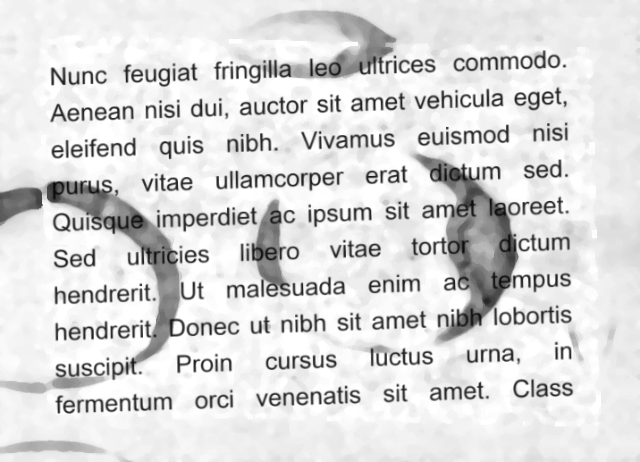 Nunc feugiat fringilla leo ultrices commodo.
Aenean nisi dui, auctor sit amet vehicula eget,
eleifend quis nibh. Vivamus euismod nisi
purus, vitae ullamcorper erat dictum sed.
Quisque imperdiet ac ipsum sit amet laoreet.
Sed ultricies libero vitae tortor dictum
hendrerit. Ut malesuada enim ac tempus
hendrerit. Donec ut nibh sit amet nibh lobortis
suscipit. Proin cursus luctus urna, in
fermentum orci venenatis sit amet. Class